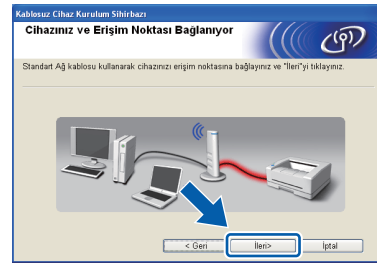 Kablosuz Cihaz Kurulum Sihirbazı
Cihazınız ve Erişim Noktası Bağlanıyor
Standart Ağ kablosu kullanarak cihazınızı erişim noktasına bağlayınız ve "İleri"yi tıklayınız.
< Geri İleri> İptal